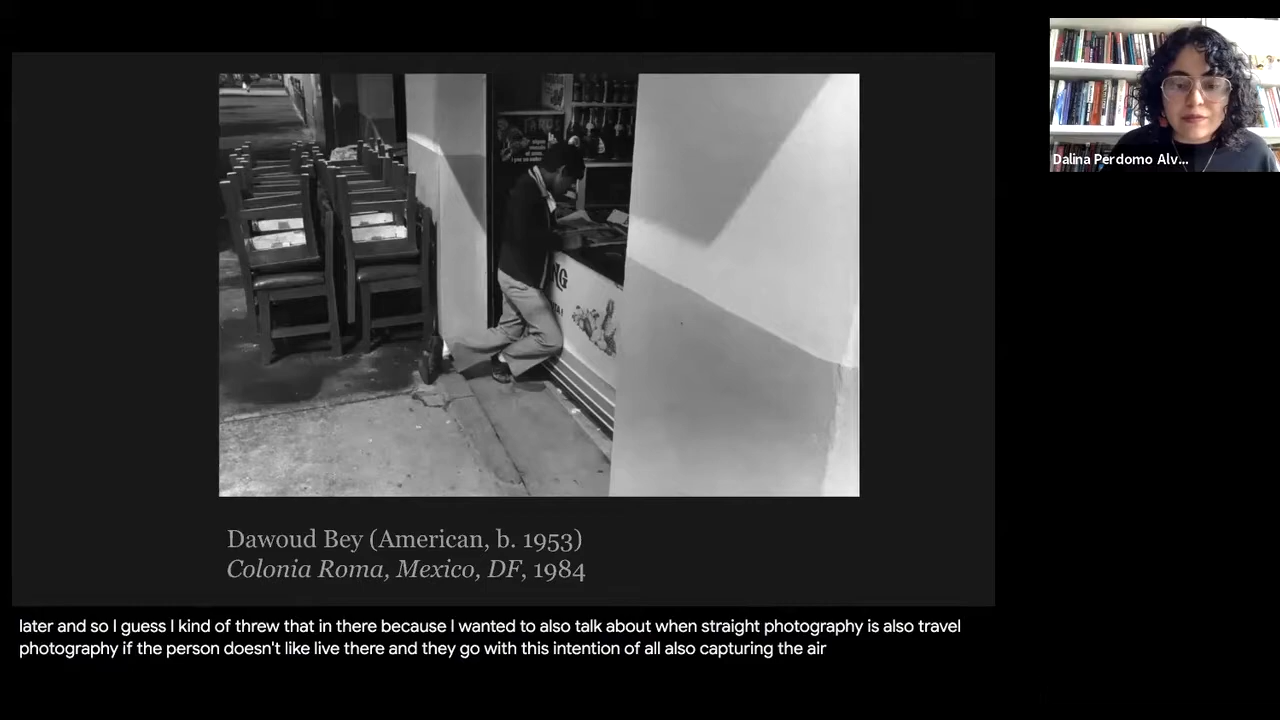 Dalina Perdomo Alv...
NG
Dawoud Bey (American, b. 1953)
Colonia Roma, Mexico, DF, 1984
later and so I guess I kind of threw that in there because I wanted to also talk about when straight photography is also travel
photography if the person doesn't like live there and they go with this intention of all also capturing the air